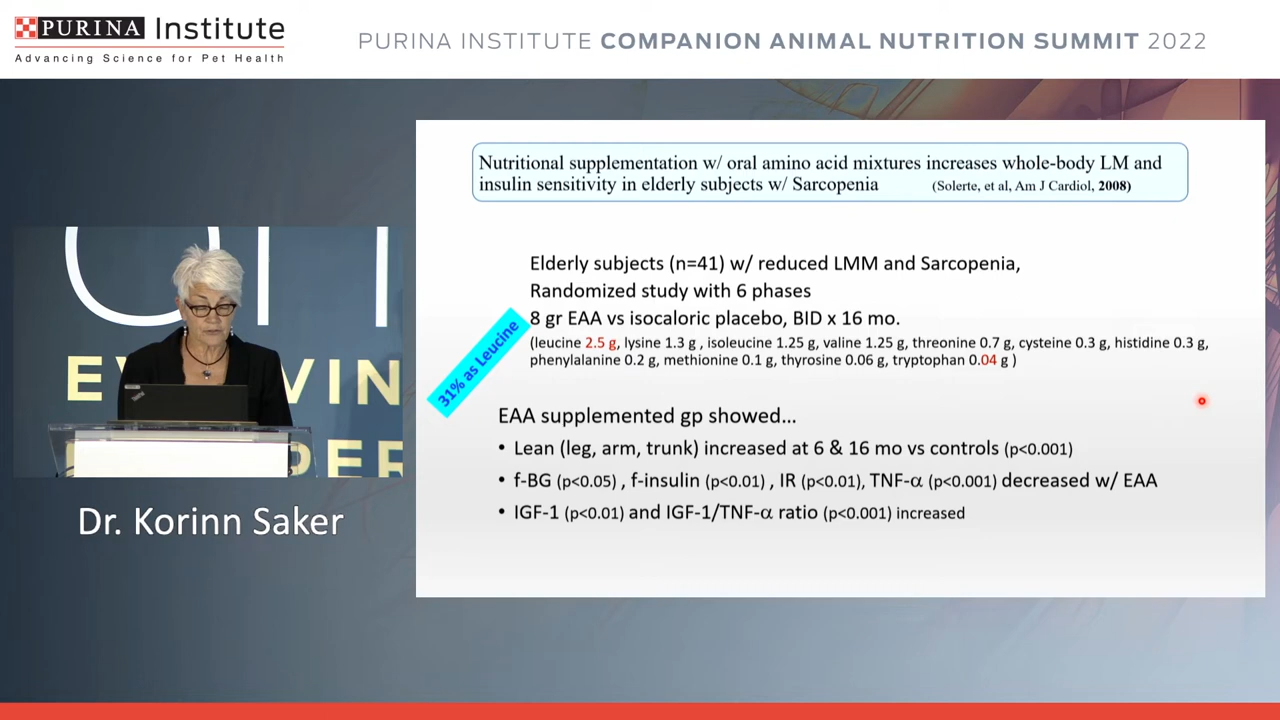 PURINA Institute
Advancing Science for Pet Health
PURINA INSTITUTE COMPANION ANIMAL NUTRITION SUMMIT 2022
Nutritional supplementation w/ oral amino acid mixtures increases whole-body LM and
insulin sensitivity in elderly subjects w/ Sarcopenia (Solerte, et al, Am J Cardiol, 2008)
Elderly subjects (n=41) w/ reduced LMM and Sarcopenia,
Randomized study with 6 phases
8 gr EAA vs isocaloric placebo, BID x 16 mo.
(leucine 2.5 g, lysine 1.3 g , isoleucine 1.25 g, valine 1.25 g, threonine 0.7 g, cysteine 0.3 g, histidine 0.3 g,
phenylalanine 0.2 g, methionine 0.1 g, thyrosine 0.06 g, tryptophan 0.04 g )
31% as Leucine
EAA supplemented gp showed...
• Lean (leg, arm, trunk) increased at 6 & 16 mo vs controls (p<0.001)
• f-BG (p<0.05) , f-insulin (p<0.01) , IR (p<0.01), TNF-α (p<0.001) decreased w/ EAA
• IGF-1 (p<0.01) and IGF-1/TNF-α ratio (p<0.001) increased
Dr. Korinn Saker